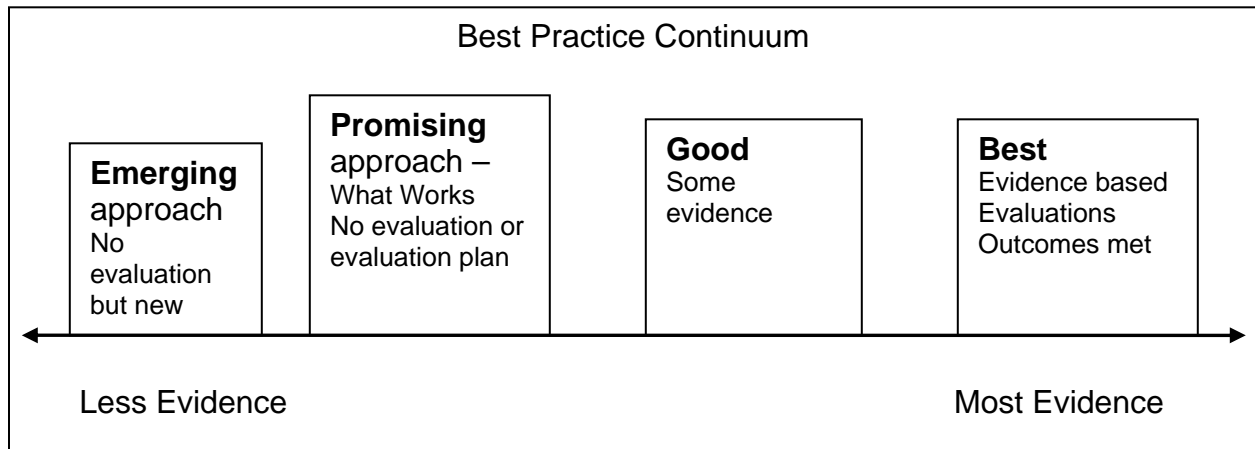 Best Practice Continuum
Emerging
approach
No
evaluation
but new
Promising
approach –
What Works
No evaluation or
evaluation plan
Good
Some
evidence
Best
Evidence based
Evaluations
Outcomes met
Less Evidence
Most Evidence